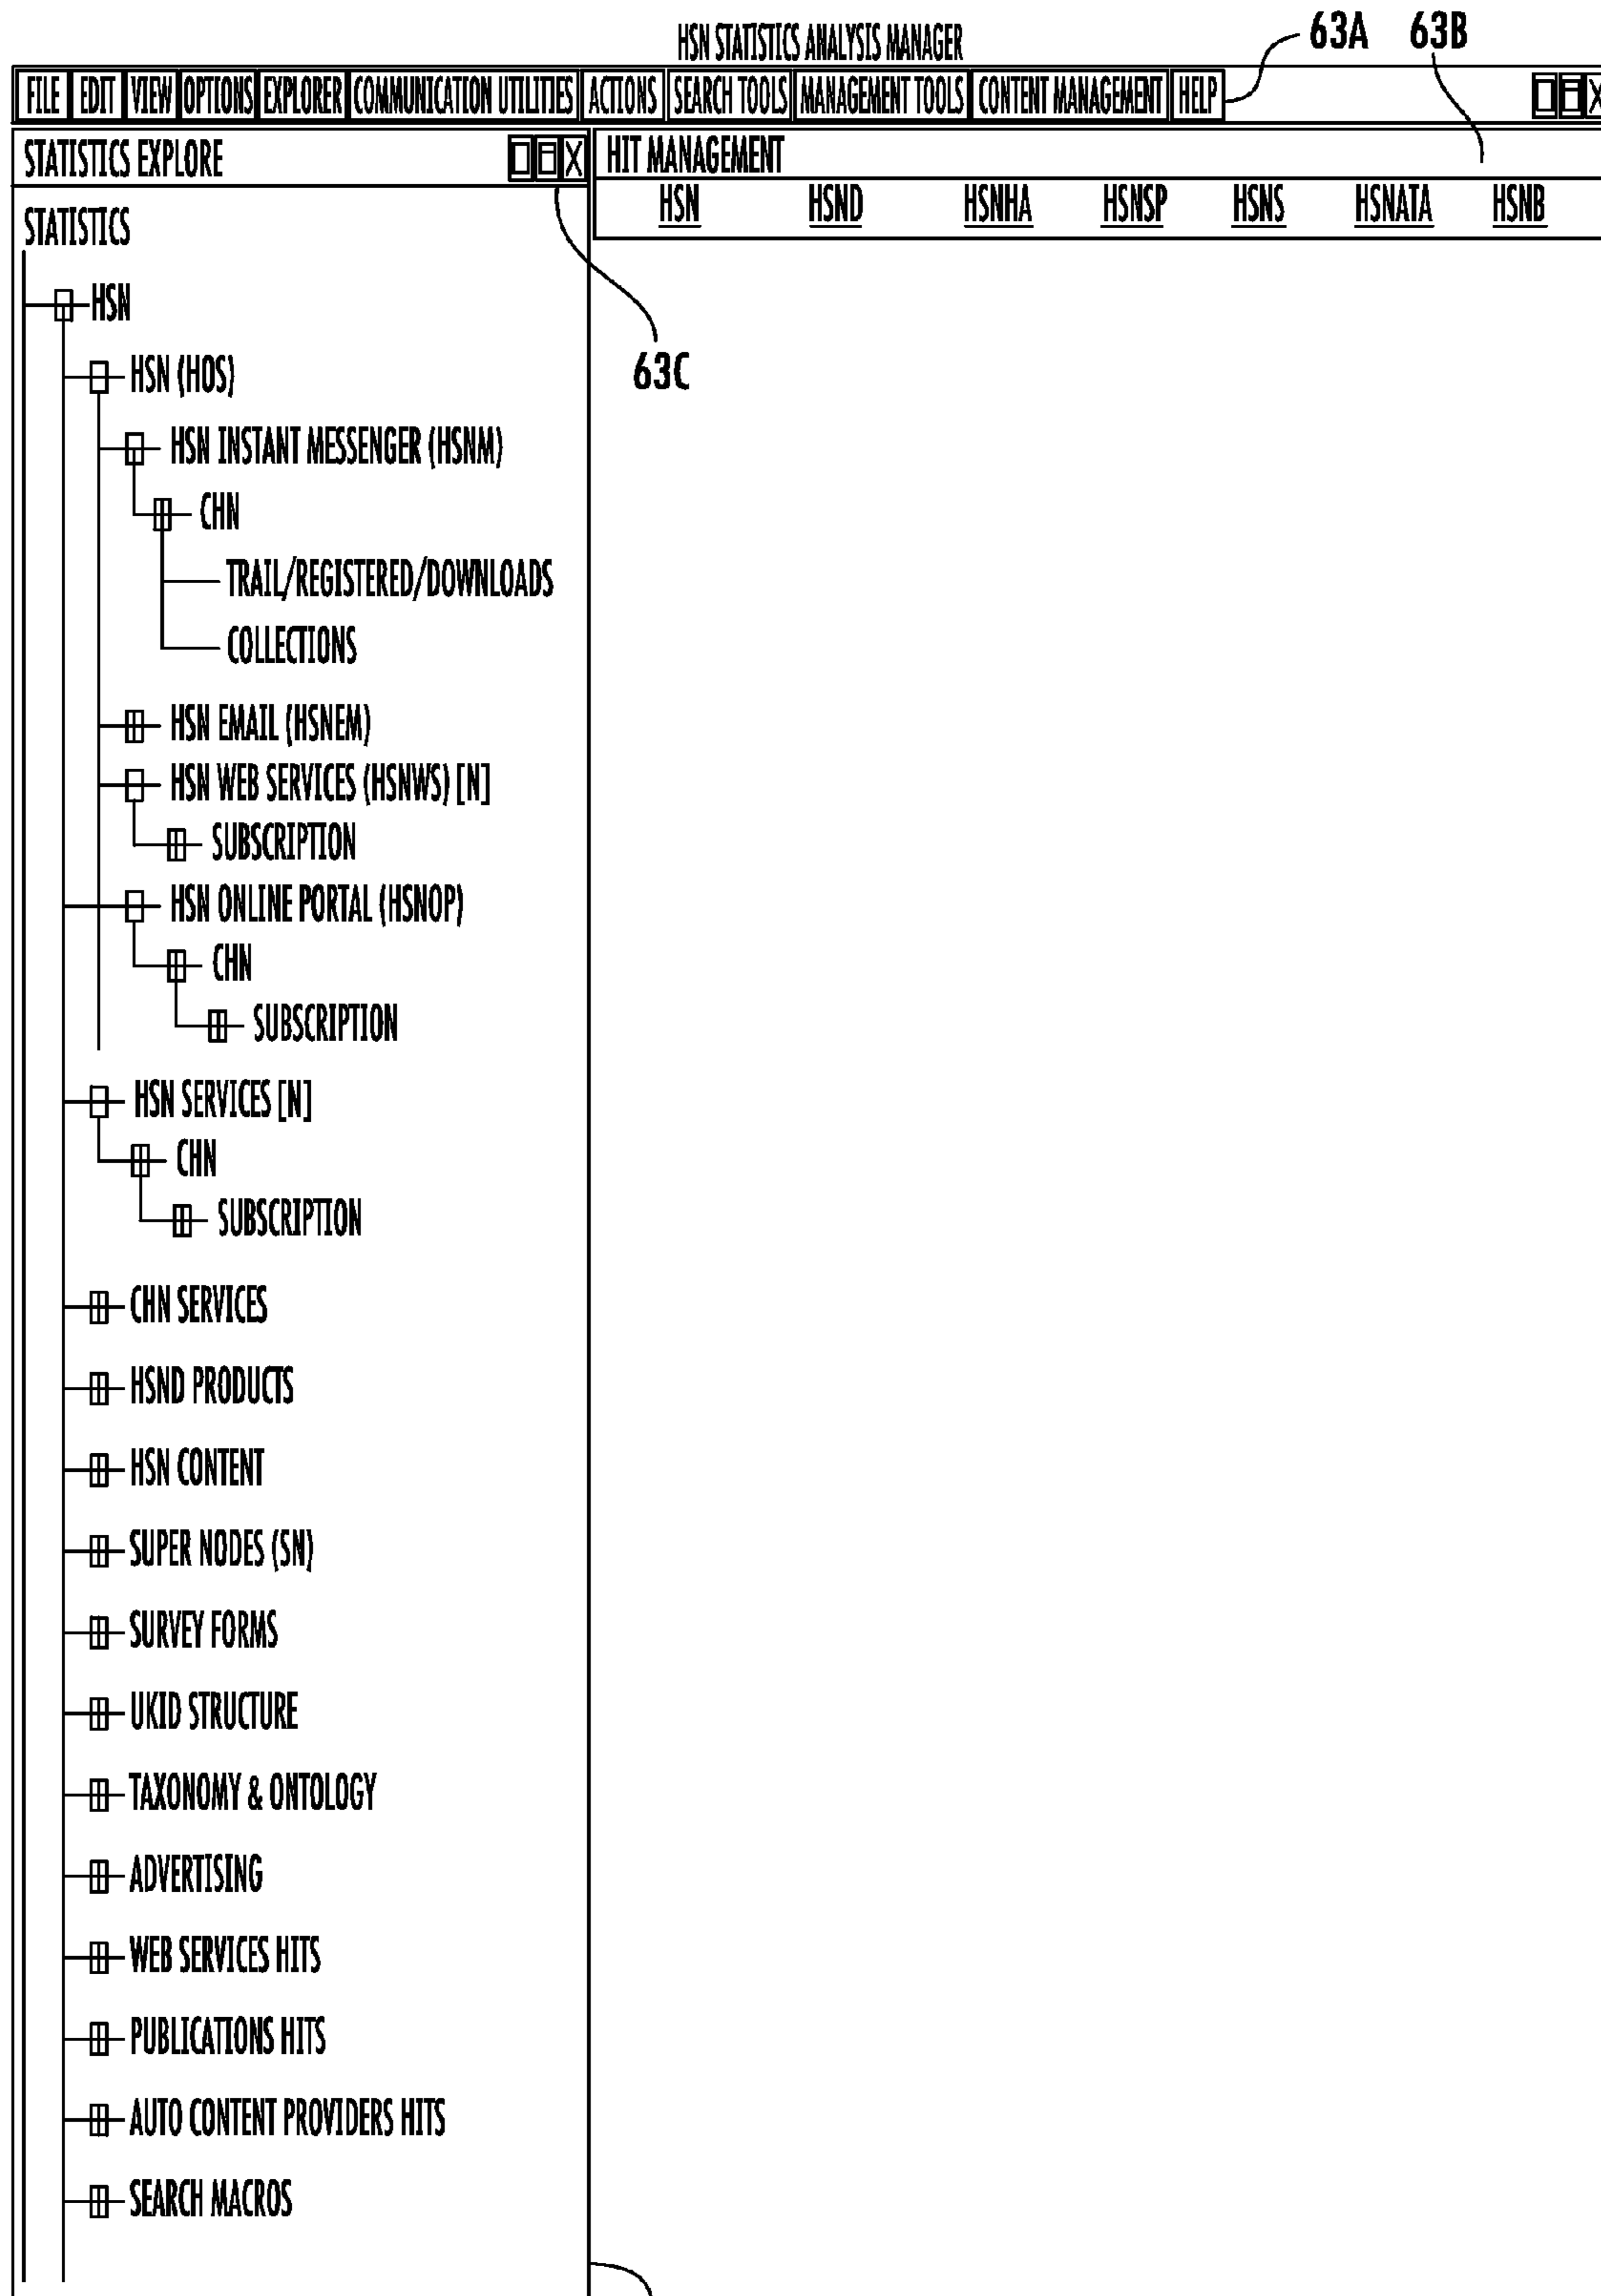 HSN STATISTICS ANALYSIS MANAGER
63A 63B
FILE EDIT VIEW OPTIONS EXPLORER COMMUNICATION UTILITIES ACTIONS SEARCH TOOLS MANAGEMENT TOOLS CONTENT MANAGEMENT HELP
STATISTICS EXPLORE
HIT MANAGEMENT
HSN HSND HSNHA HSNSP HSNS HSNATA HSNB
63C
STATISTICS
HSN
HSN (HOS)
HSN INSTANT MESSENGER (HSNM)
CHN
TRAIL/REGISTERED/DOWNLOADS
COLLECTIONS
HSN EMAIL (HSNEM)
HSN WEB SERVICES (HSNWS) [N]
SUBSCRIPTION
HSN ONLINE PORTAL (HSNOP)
CHN
SUBSCRIPTION
HSN SERVICES [N]
CHN
SUBSCRIPTION
CHN SERVICES
HSND PRODUCTS
HSN CONTENT
SUPER NODES (SN)
SURVEY FORMS
UKID STRUCTURE
TAXONOMY & ONTOLOGY
ADVERTISING
WEB SERVICES HITS
PUBLICATIONS HITS
AUTO CONTENT PROVIDERS HITS
SEARCH MACROS